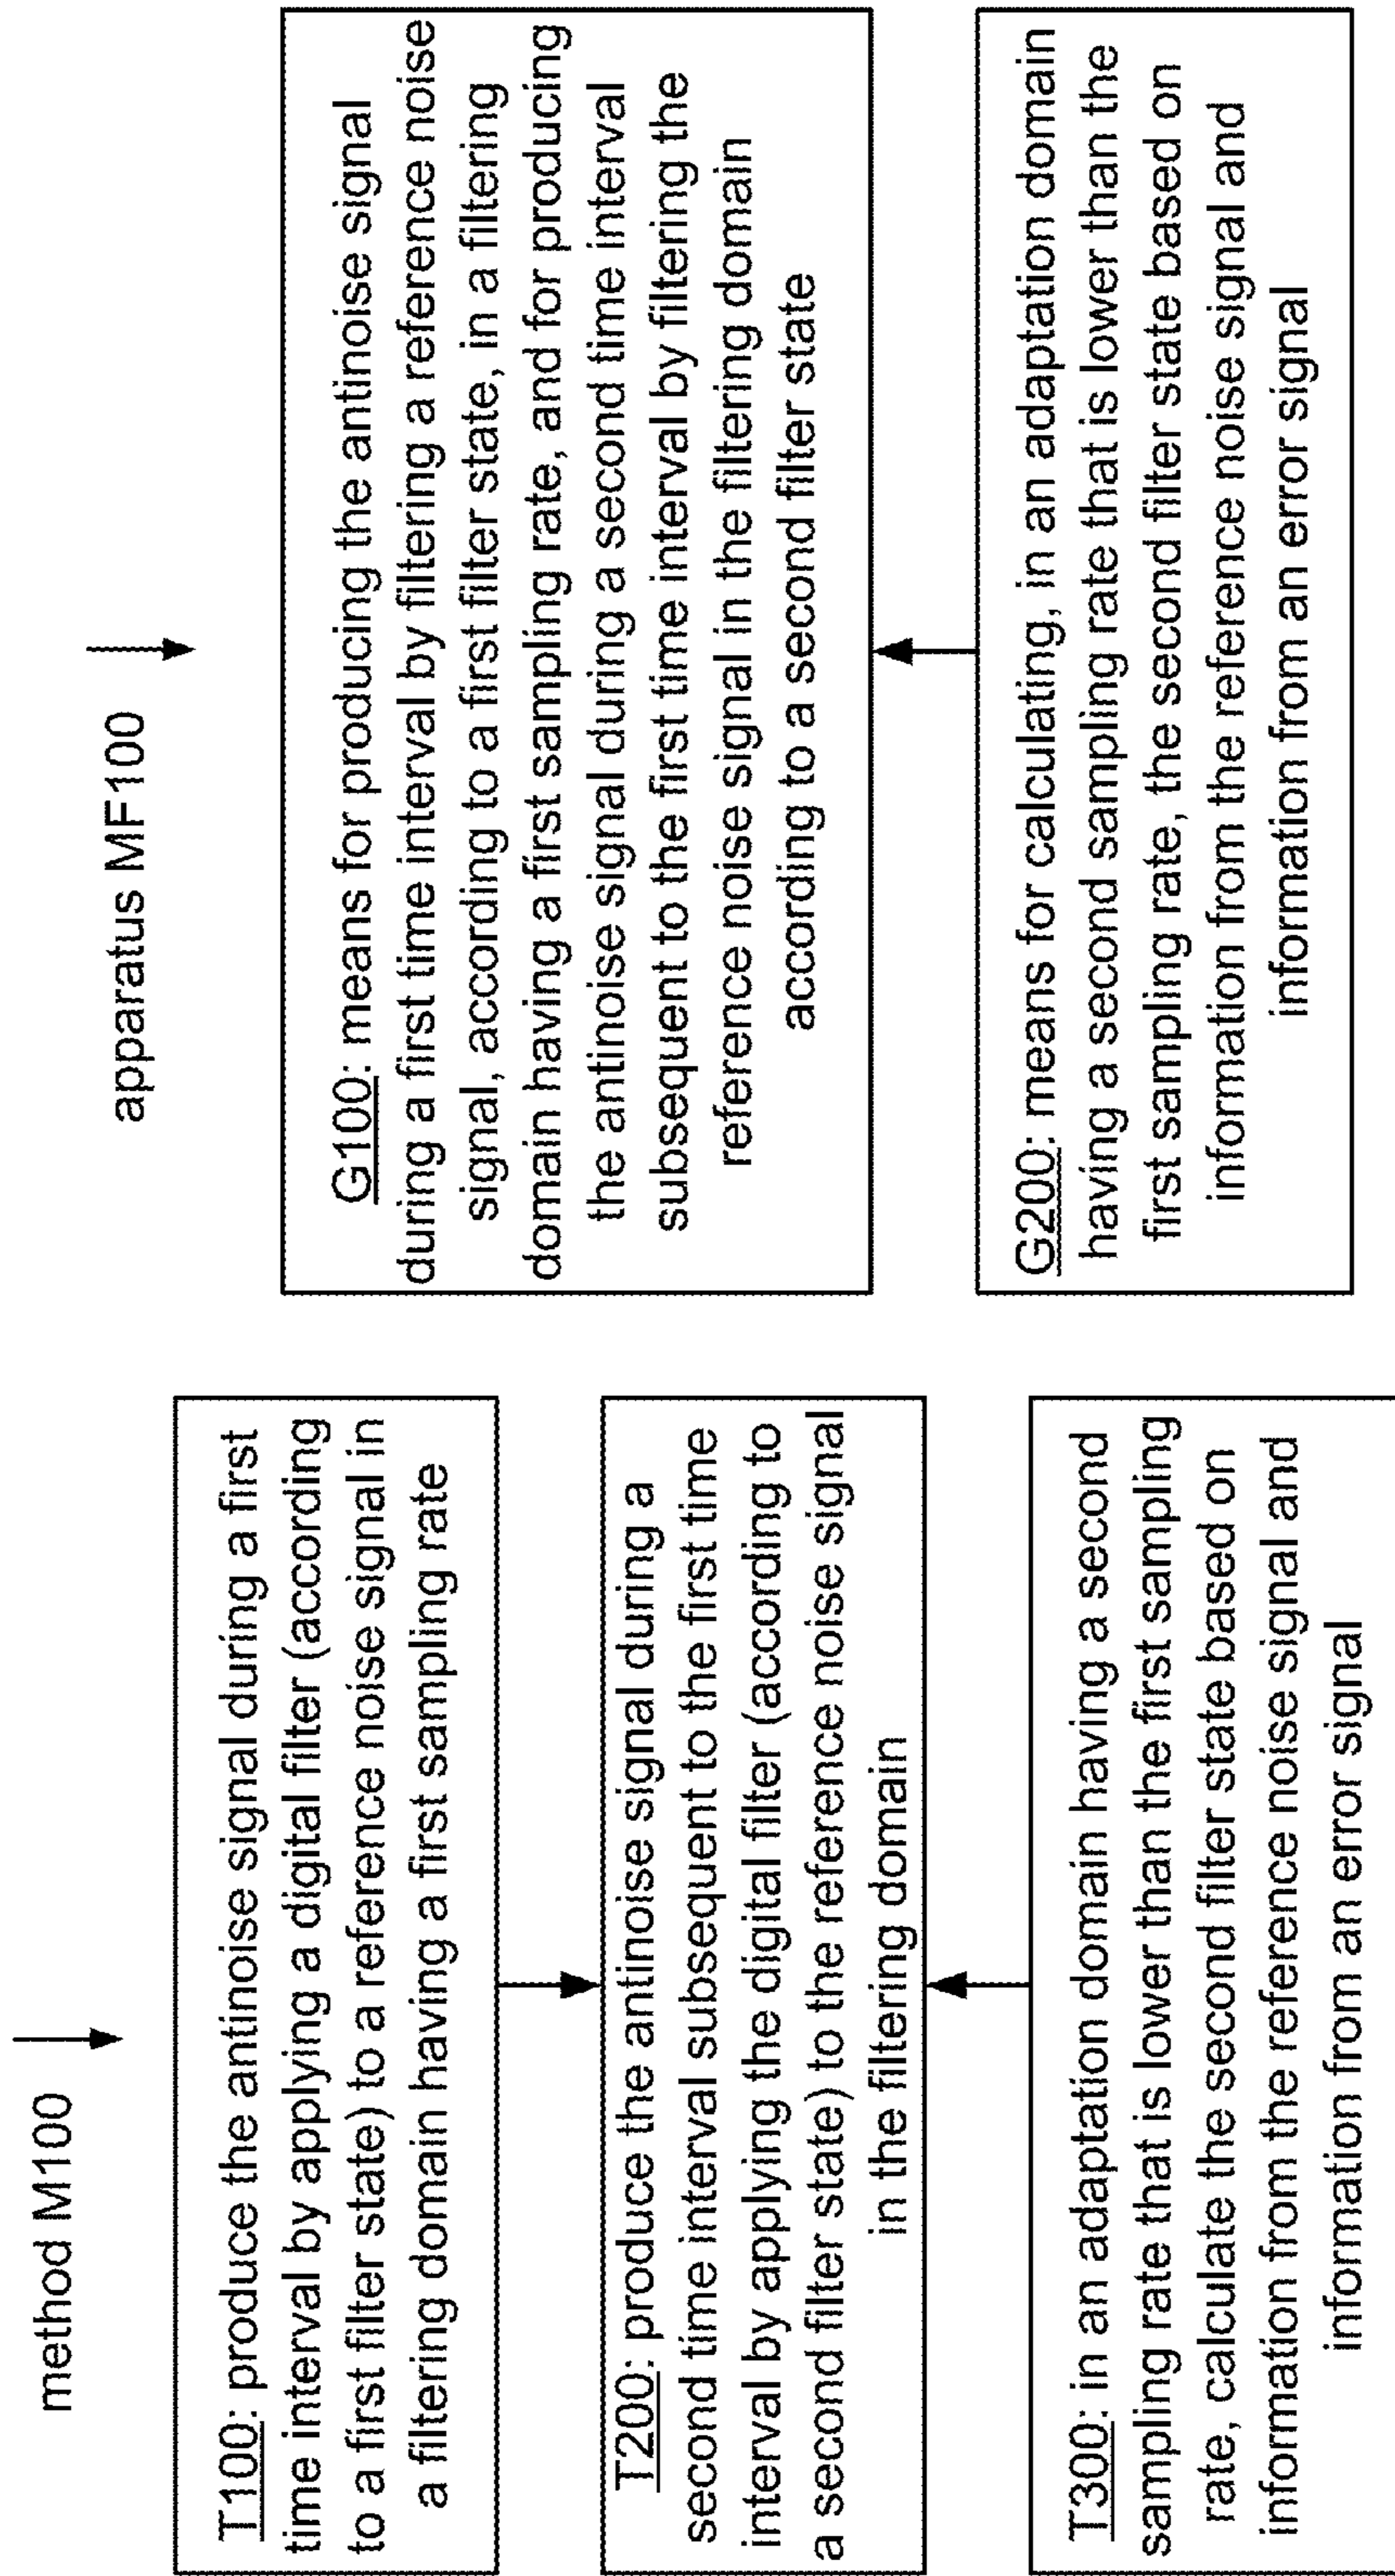 method M100
T100: produce the antinoise signal during a first
time interval by applying a digital filter (according
to a first filter state) to a reference noise signal in
a filtering domain having a first sampling rate
T200: produce the antinoise signal during a
second time interval subsequent to the first time
interval by applying the digital filter (according to
a second filter state) to the reference noise signal
in the filtering domain
T300: in an adaptation domain having a second
sampling rate that is lower than the first sampling
rate, calculate the second filter state based on
information from the reference noise signal and
information from an error signal
apparatus MF100
G100: means for producing the antinoise signal
during a first time interval by filtering a reference noise
signal, according to a first filter state, in a filtering
domain having a first sampling rate, and for producing
the antinoise signal during a second time interval
subsequent to the first time interval by filtering the
reference noise signal in the filtering domain
according to a second filter state
G200: means for calculating, in an adaptation domain
having a second sampling rate that is lower than the
first sampling rate, the second filter state based on
information from the reference noise signal and
information from an error signal